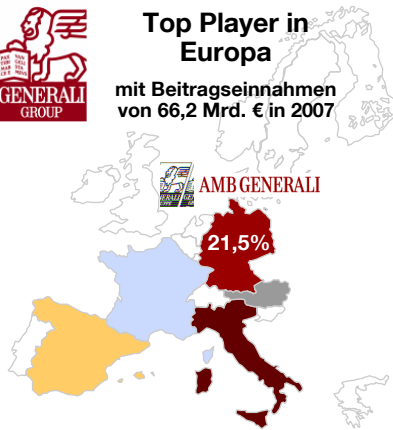 Top Player in
Europa
mit Beitragseinnahmen
von 66,2 Mrd. € in 2007
GENERALI
GROUP
AMB GENERALI
21,5%